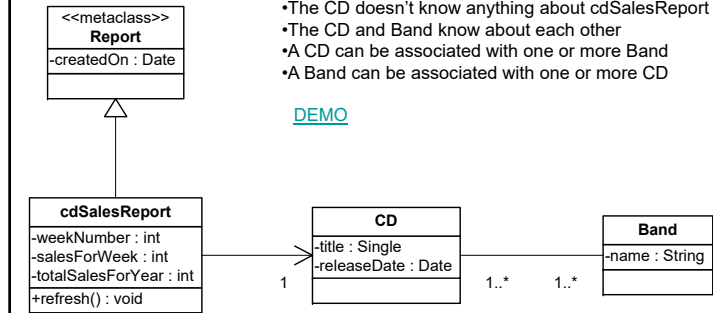 •The CD doesn't know anything about cdSalesReport
•The CD and Band know about each other
•A CD can be associated with one or more Band
•A Band can be associated with one or more CD
DEMO
<<metaclass>>
Report
-createdOn : Date
cdSalesReport
-weekNumber : int
-salesForWeek : int
-totalSalesForYear : int
+refresh() : void
1
CD
-title : Single
-releaseDate : Date
1..*
1..*
Band
-name : String